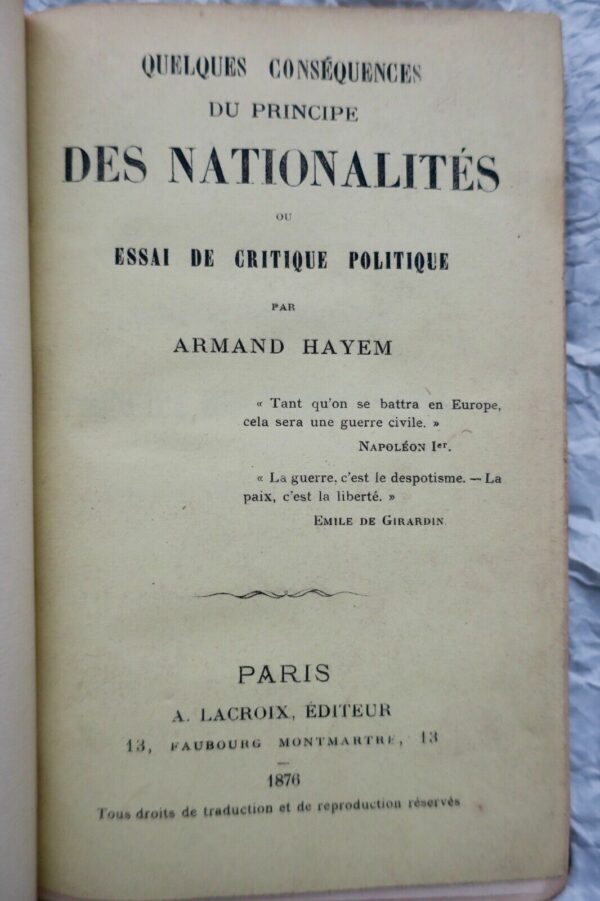 QUELQUES CONSÉQUENCES
DU PRINCIPE
DES NATIONALITÉS
OU
ESSAI DE CRITIQUE POLITIQUE
PAR
ARMAND HAYEM
« Tant qu'on se battra en Europe,
cela sera une guerre civile. »
NAPOLÉON Ier.
« La guerre, c'est le despotisme. — La
paix, c'est la liberté. »
EMILE DE GIRARDIN.
PARIS
A. LACROIX, ÉDITEUR
13, FAUBOURG MONTMARTRE, 13
—
1876
Tous droits de traduction et de reproduction réservés